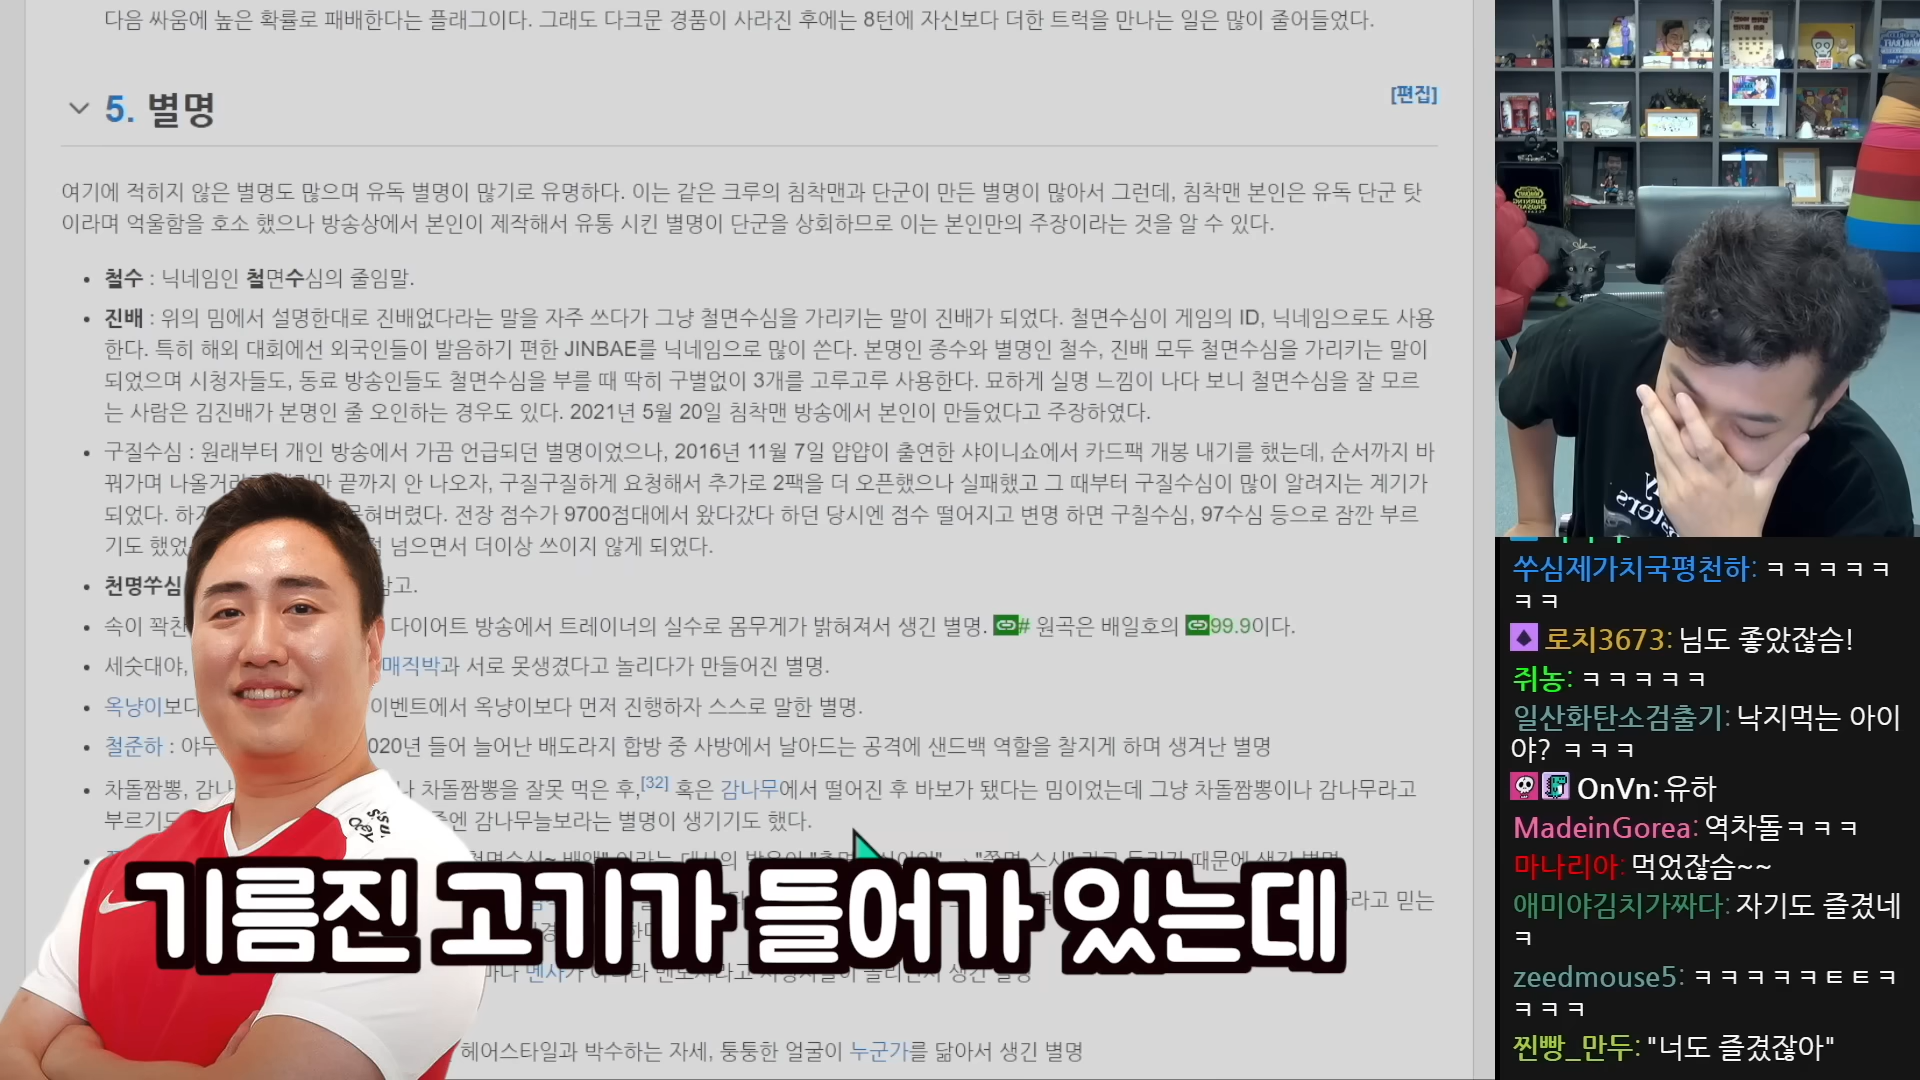 다음 싸움에 높은 확률로 패배한다는 플래그이다. 그래도 다크문 경품이 사라진 후에는 8턴에 자신보다 더한 트럭을 만나는 일은 많이 줄어들었다.
5. 별명
[편집]
여기에 적히지 않은 별명도 많으며 유독 별명이 많기로 유명하다. 이는 같은 크루의 침착맨과 단군이 만든 별명이 많아서 그런데, 침착맨 본인은 유독 단군 탓
이라며 억울함을 호소 했으나 방송상에서 본인이 제작해서 유통 시킨 별명이 단군을 상회하므로 이는 본인만의 주장이라는 것을 알 수 있다.
• 철수 : 닉네임인 철면수심의 줄임말.
• 진배 : 위의 밈에서 설명한대로 진배없다라는 말을 자주 쓰다가 그냥 철면수심을 가리키는 말이 진배가 되었다. 철면수심이 게임의 ID, 닉네임으로도 사용
한다. 특히 해외 대회에선 외국인들이 발음하기 편한 JINBAE를 닉네임으로 많이 쓴다. 본명인 종수와 별명인 철수, 진배 모두 철면수심을 가리키는 말이
되었으며 시청자들도, 동료 방송인들도 철면수심을 부를 때 딱히 구별없이 3개를 고루고루 사용한다. 묘하게 실명 느낌이 나다 보니 철면수심을 잘 모르
는 사람은 김진배가 본명인 줄 오인하는 경우도 있다. 2021년 5월 20일 침착맨 방송에서 본인이 만들었다고 주장하였다.
• 구질수심 : 원래부터 개인 방송에서 가끔 언급되던 별명이었으나, 2016년 11월 7일 얍얍이 출연한 샤이니쇼에서 카드팩 개봉 내기를 했는데, 순서까지 바
꿔가며 끝까지 안 나오자, 구질구질하게 요청해서 추가로 2팩을 더 오픈했으나 실패했고 그 때부터 구질수심이 많이 알려지는 계기가
되었다. 묻혀버렸다. 전장 점수가 9700점대에서 왔다갔다 하던 당시엔 점수 떨어지고 변명 하면 구칠수심, 97수심 등으로 잠깐 부르
기도 넘으면서 더이상 쓰이지 않게 되었다.
• 천명쑤심 참고.
• 속이 꽉찬 다이어트 방송에서 트레이너의 실수로 몸무게가 밝혀져서 생긴 별명. # 원곡은 배일호의 99.9이다.
• 세숫대야, 매직박과 서로 못생겼다고 놀리다가 만들어진 별명.
• 옥냥이보다 이벤트에서 옥냥이보다 먼저 진행하자 스스로 말한 별명.
• 철준하 : 2020년 들어 늘어난 배도라지 합방 중 사방에서 날아드는 공격에 샌드백 역할을 찰지게 하며 생겨난 별명
• 차돌짬뽕, 차돌짬뽕을 잘못 먹은 후,[32] 혹은 감나무에서 떨어진 후 바보가 됐다는 밈이었는데 그냥 차돌짬뽕이나 감나무라고
감나무늘보라는 별명이 생기기도 했다.
기름진 고기가 들어가 있는데
헤어스타일과 박수하는 자세, 퉁퉁한 얼굴이 누군가를 닮아서 생긴 별명
쑤심제가치국평천하: ㅋㅋㅋㅋㅋ
ㅋㅋ
로치3673: 님도 좋았잖슴!
쥐농: ㅋㅋㅋㅋㅋ
일산화탄소검출기: 낙지먹는 아이
야? ㅋㅋㅋ
OnVn: 유하
MadeinGorea: 역차돌ㅋㅋㅋ
마나리아: 먹었잖슴~~
애미야김치가짜다: 자기도 즐겼네
ㅋ
zeedmouse5: ㅋㅋㅋㅋㅋㅌㅌㅋ
ㅋㅋㅋ
찐빵_만두: "너도 즐겼잖아"